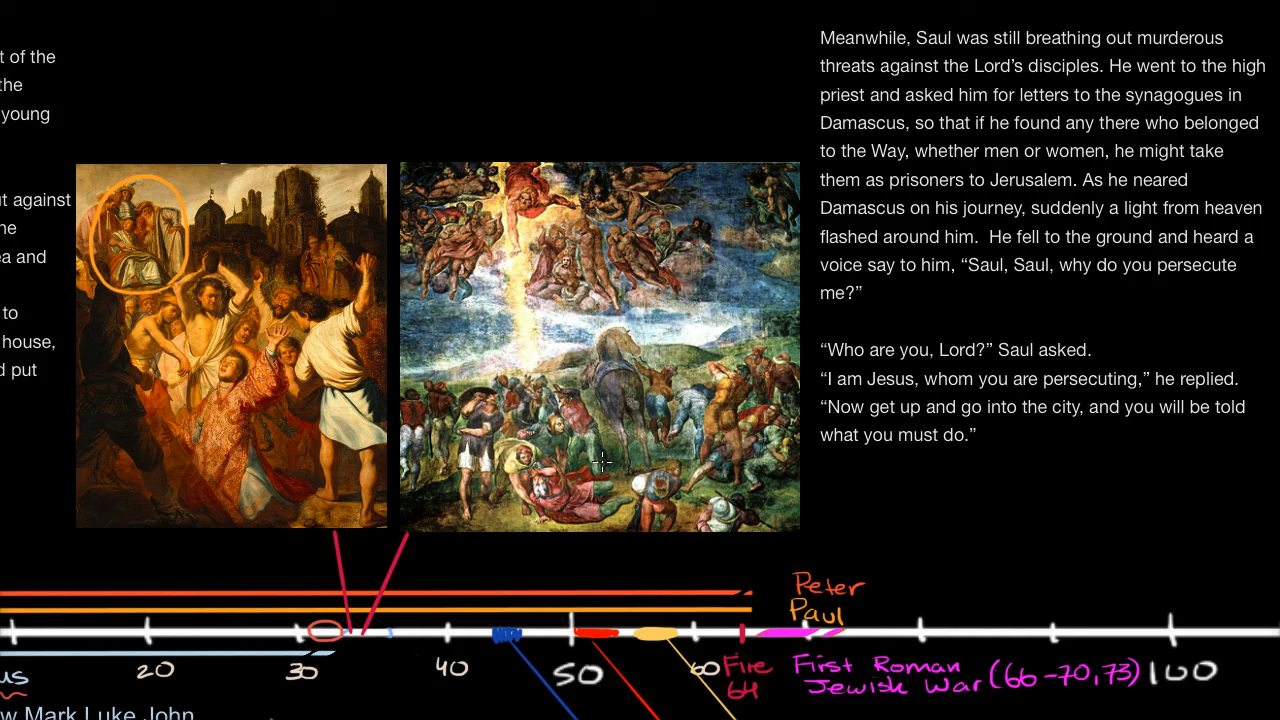 t of the
the
young
ut against
he
ea and
to
house,
d put
Meanwhile, Saul was still breathing out murderous
threats against the Lord’s disciples. He went to the high
priest and asked him for letters to the synagogues in
Damascus, so that if he found any there who belonged
to the Way, whether men or women, he might take
them as prisoners to Jerusalem. As he neared
Damascus on his journey, suddenly a light from heaven
flashed around him.  He fell to the ground and heard a
voice say to him, “Saul, Saul, why do you persecute
me?”
“Who are you, Lord?” Saul asked.
“I am Jesus, whom you are persecuting,” he replied.
“Now get up and go into the city, and you will be told
what you must do.”
Peter
Paul
20 30 40 50 60 100
Fire
64
First Roman
Jewish War (66-70,73)
us
w Mark Luke John